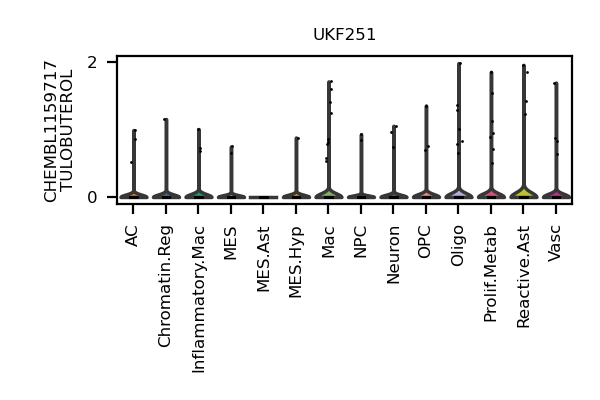 UKF251
CHEMBL1159717
TULOBUTEROL
2
0
AC
Chromatin.Reg
Inflammatory.Mac
MES
MES.Ast
MES.Hyp
Mac
NPC
Neuron
OPC
Oligo
Prolif.Metab
Reactive.Ast
Vasc